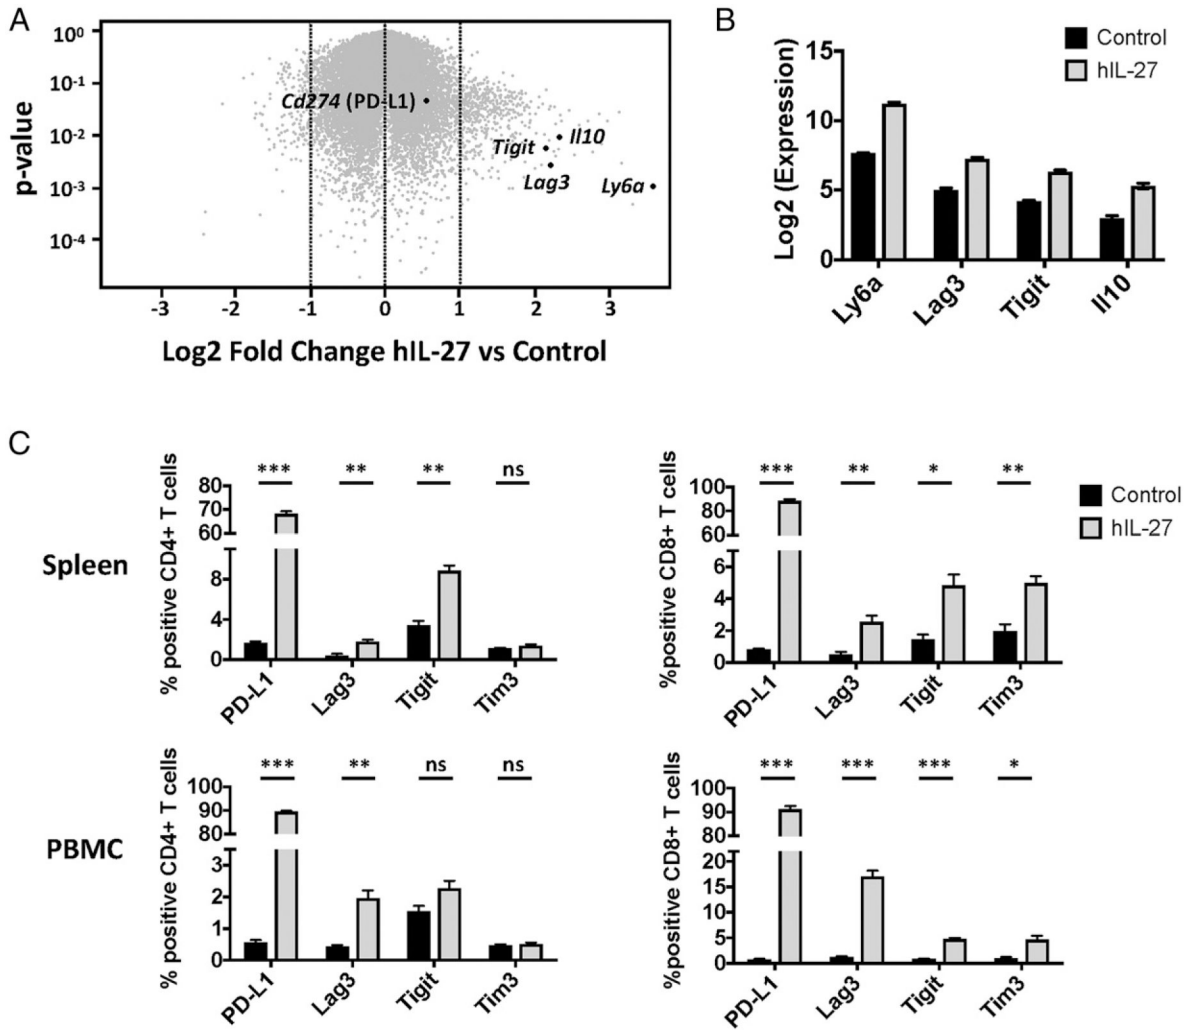 A
10⁰
10⁻¹
10⁻²
10⁻³
10⁻⁴
p-value
Cd274 (PD-L1)
Il10
Tigit
Lag3
Ly6a
-3 -2 -1 0 1 2 3
Log2 Fold Change hIL-27 vs Control
B
Control
hIL-27
Log2 (Expression)
15
10
5
0
Ly6a Lag3 Tigit Il10
C
Spleen
% positive CD4+ T cells
*** ** ** ns
80
70
60
8
4
0
PD-L1 Lag3 Tigit Tim3
%positive CD8+ T cells
*** ** * **
100
80
60
6
4
2
0
PD-L1 Lag3 Tigit Tim3
Control
hIL-27
PBMC
% positive CD4+ T cells
*** ** ns ns
100
90
80
3
2
1
0
PD-L1 Lag3 Tigit Tim3
%positive CD8+ T cells
*** *** *** *
100
90
80
20
15
10
5
0
PD-L1 Lag3 Tigit Tim3